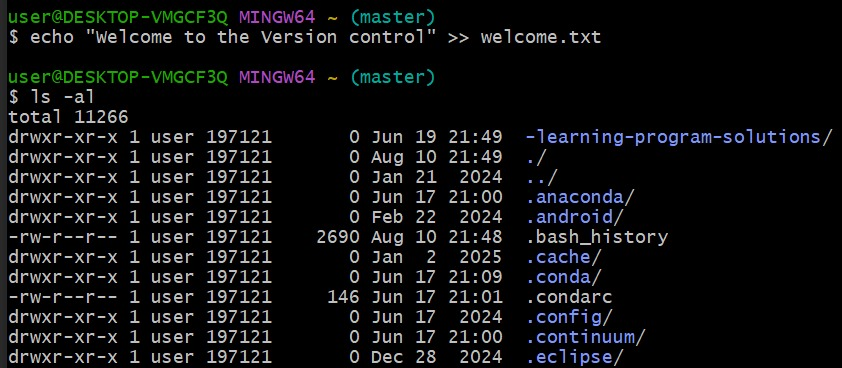 user@DESKTOP-VMGCF3Q MINGW64 ~ (master)
$ echo "Welcome to the Version control" >> welcome.txt
user@DESKTOP-VMGCF3Q MINGW64 ~ (master)
$ ls -al
total 11266
drwxr-xr-x 1 user 197121       0 Jun 19 21:49  -learning-program-solutions/
drwxr-xr-x 1 user 197121       0 Aug 10 21:49  ./
drwxr-xr-x 1 user 197121       0 Jan 21  2024  ../
drwxr-xr-x 1 user 197121       0 Jun 17 21:00  .anaconda/
drwxr-xr-x 1 user 197121       0 Feb 22  2024  .android/
-rw-r--r-- 1 user 197121    2690 Aug 10 21:48  .bash_history
drwxr-xr-x 1 user 197121       0 Jan  2  2025  .cache/
drwxr-xr-x 1 user 197121       0 Jun 17 21:09  .conda/
-rw-r--r-- 1 user 197121     146 Jun 17 21:01  .condarc
drwxr-xr-x 1 user 197121       0 Jun 17  2024  .config/
drwxr-xr-x 1 user 197121       0 Jun 17 21:00  .continuum/
drwxr-xr-x 1 user 197121       0 Dec 28  2024  .eclipse/